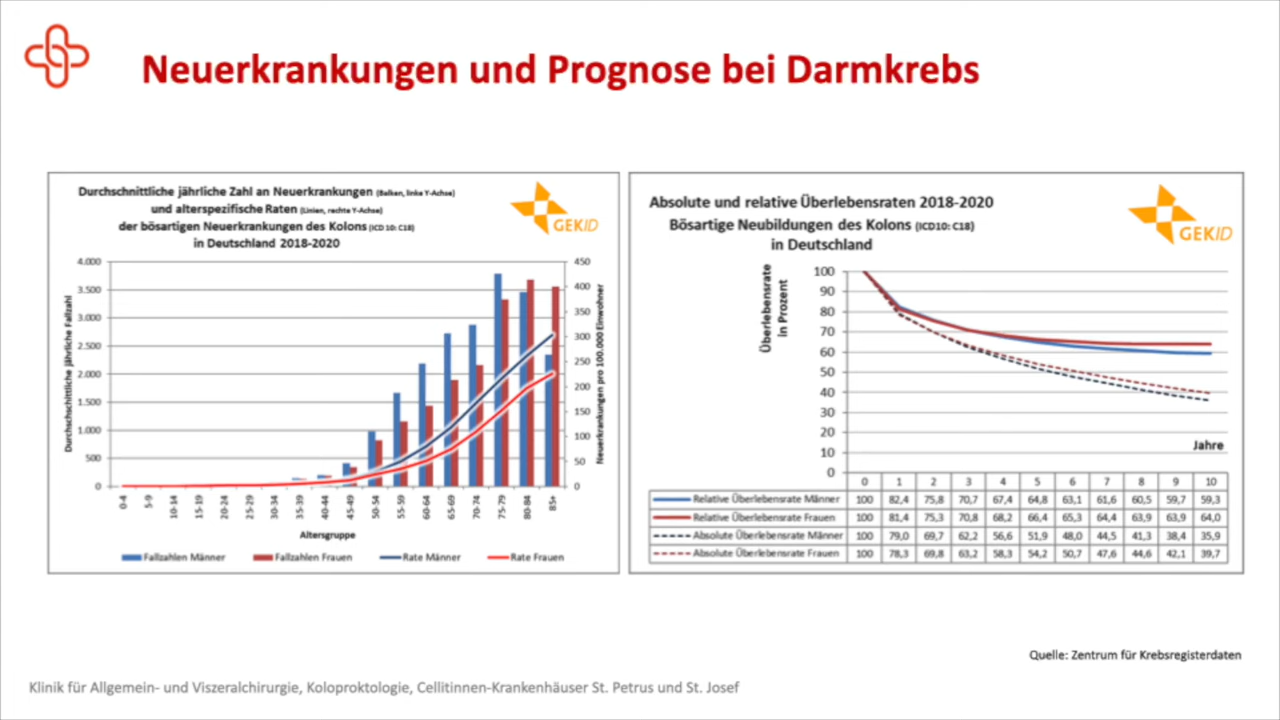 Neuerkrankungen und Prognose bei Darmkrebs
Durchschnittliche jährliche Zahl an Neuerkrankungen (Balken, linke Y-Achse)
und alterspezifische Raten (Linien, rechte Y-Achse)
der bösartigen Neuerkrankungen des Kolons (ICD 10: C18)
in Deutschland 2018-2020
GEKID
Durchschschnittliche jährliche Fallzahl
4.000
3.500
3.000
2.500
2.000
1.500
1.000
500
0
450
400
350
300
250
200
150
100
50
0
Neuerkrankungen pro 100.000 Einwohner
0-4 5-9 10-14 15-19 20-24 25-29 30-34 35-39 40-44 45-49 50-54 55-59 60-64 65-69 70-74 75-79 80-84 85+
Altersgruppe
Fallzahlen Männer Fallzahlen Frauen Rate Männer Rate Frauen
Absolute und relative Überlebensraten 2018-2020
Bösartige Neubildungen des Kolons (ICD10: C18)
in Deutschland
GEKID
Überlebensrate
in Prozent
100
90
80
70
60
50
40
30
20
10
0
Jahre
0 1 2 3 4 5 6 7 8 9 10
Relative Überlebensrate Männer 100 82,4 75,8 70,7 67,4 64,8 63,1 61,6 60,5 59,7 59,3
Relative Überlebensrate Frauen 100 81,4 75,3 70,8 68,2 66,4 65,3 64,4 63,9 63,9 64,0
Absolute Überlebensrate Männer 100 79,0 69,7 62,2 56,6 51,9 48,0 44,5 41,3 38,4 35,9
Absolute Überlebensrate Frauen 100 78,3 69,8 63,2 58,3 54,2 50,7 47,6 44,6 42,1 39,7
Quelle: Zentrum für Krebsregisterdaten
Klinik für Allgemein- und Viszeralchirurgie, Koloproktologie, Cellitinnen-Krankenhäuser St. Petrus und St. Josef